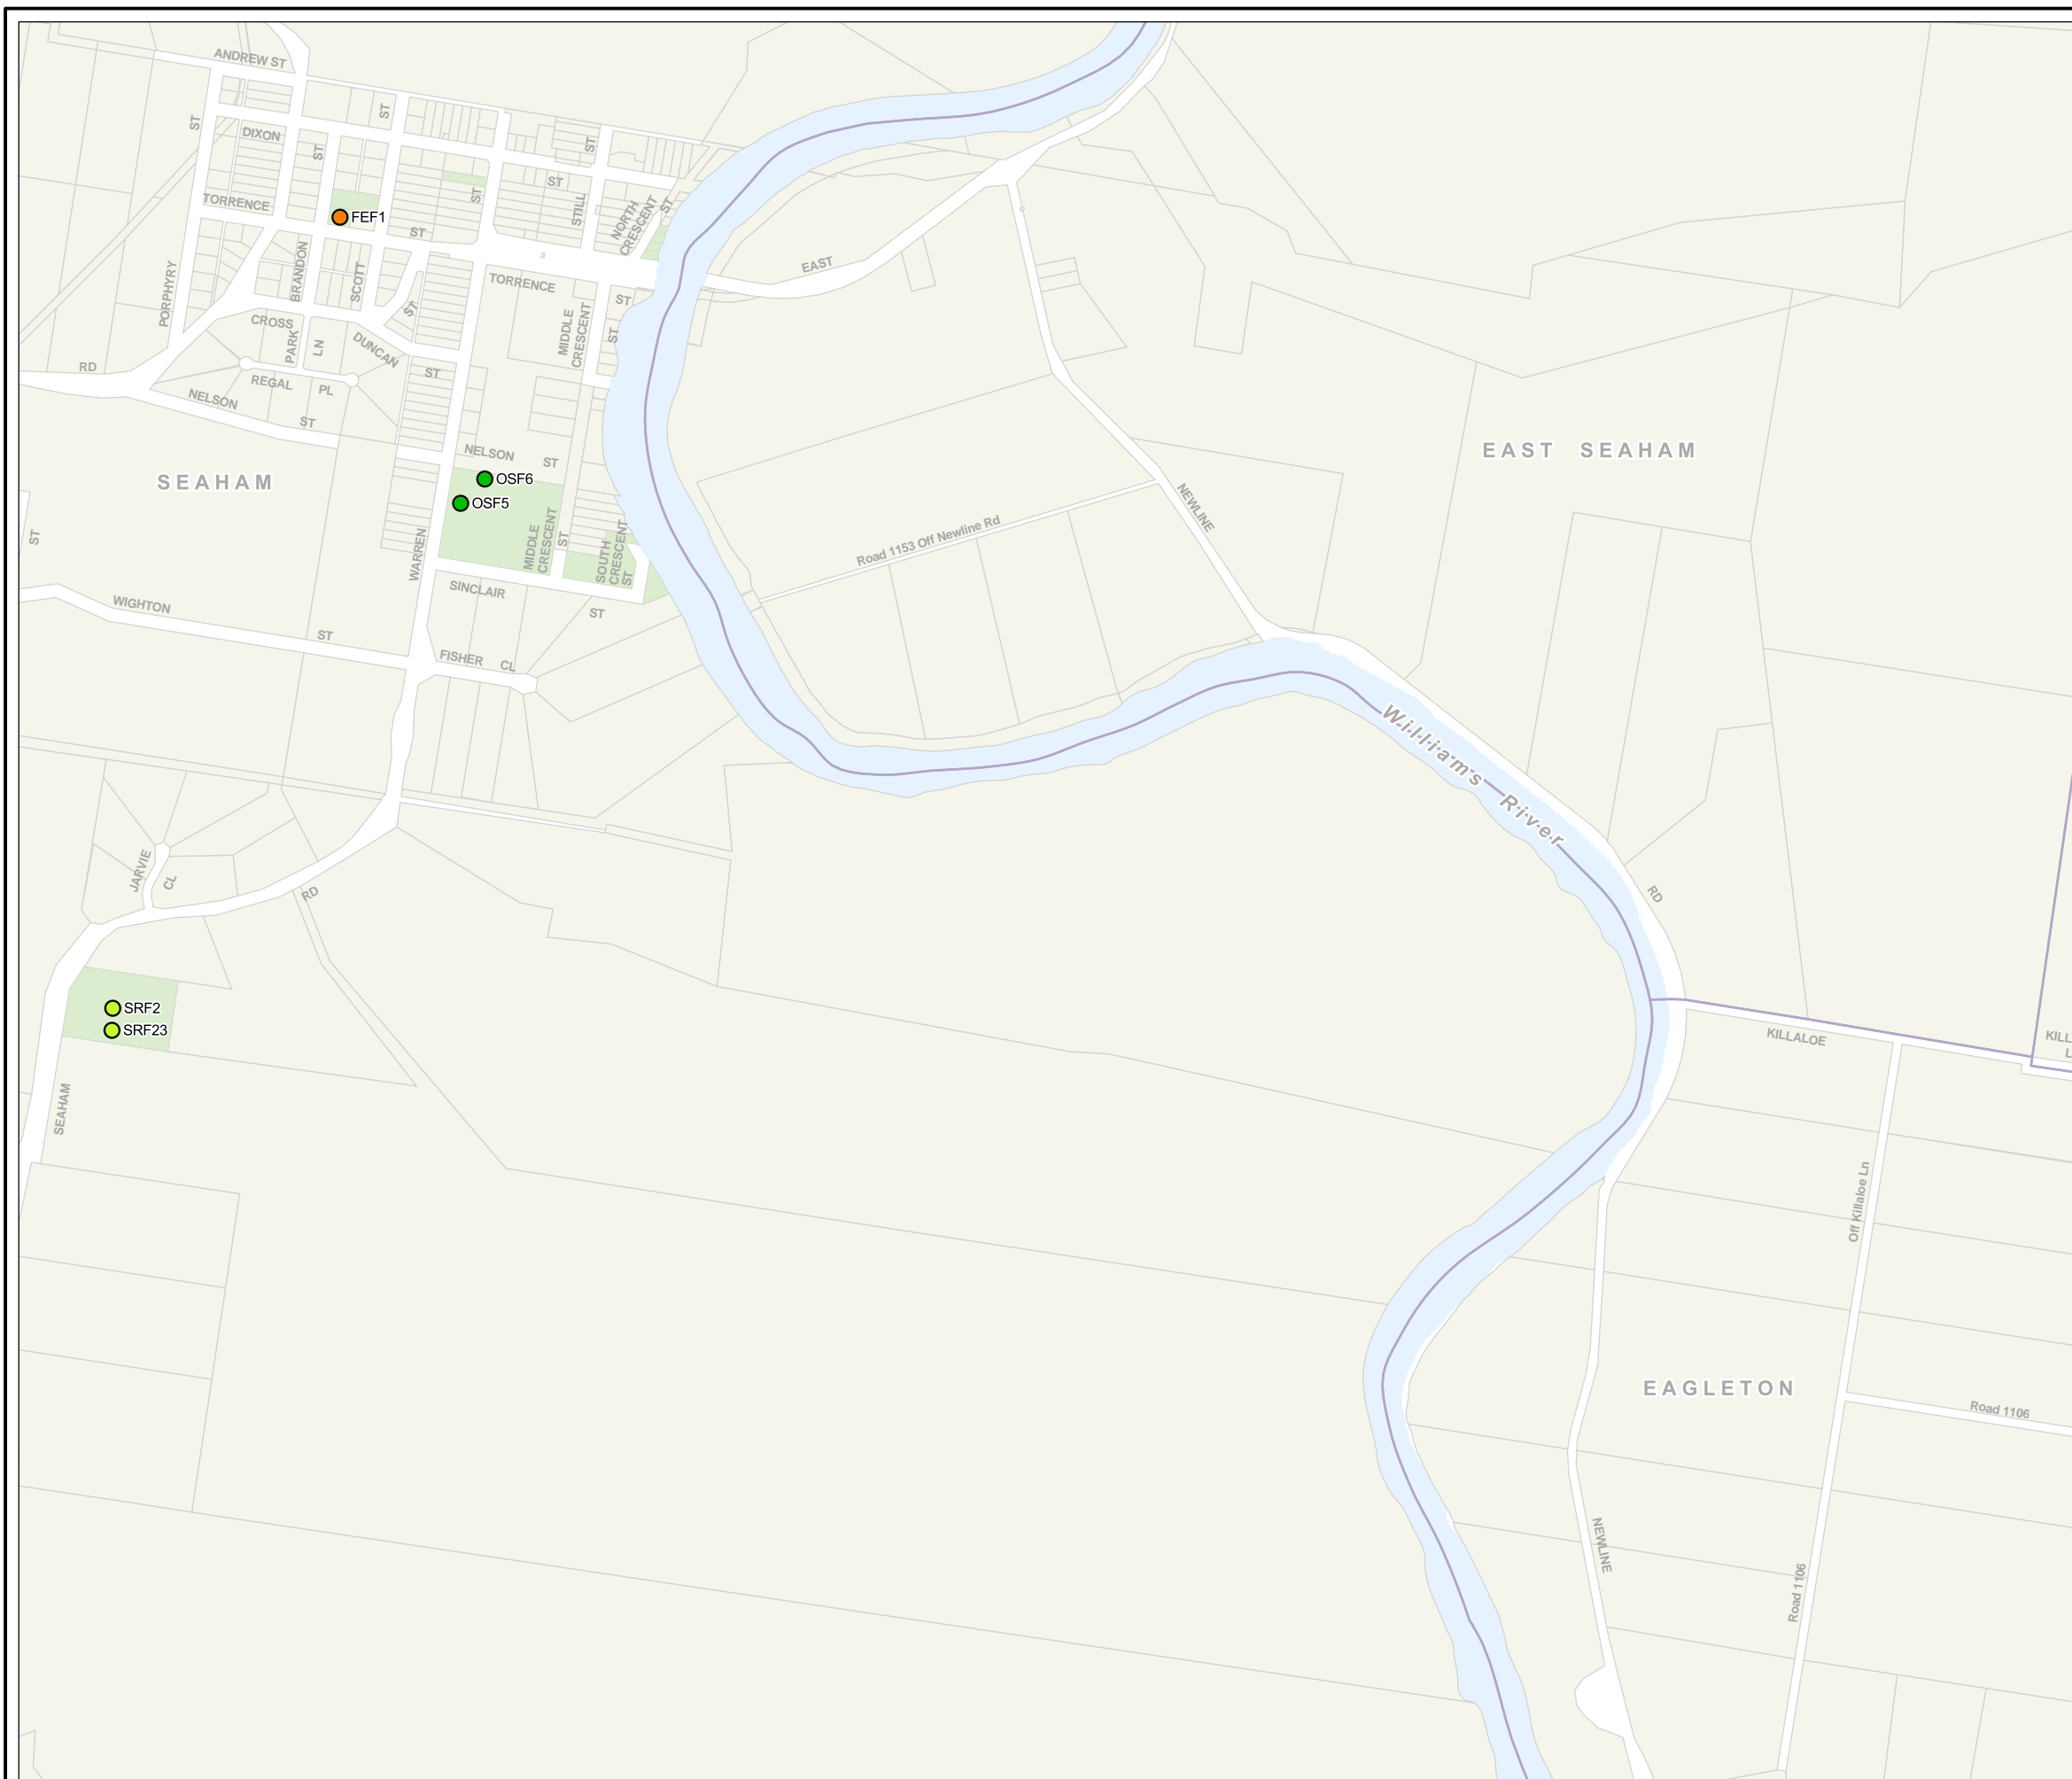 ANDREW ST
ST
ST
DIXON
ST
ST
ST
ST
TORRENCE
FEF1
ST
STILL
NORTH
CRESCENT
ST
ST
EAST
PORPHYRY
BRANDON
SCOTT
TORRENCE
ST
CROSS
ST
MIDDLE
CRESCENT
ST
PARK
LN
DUNCAN
RD
REGAL
PL
ST
NELSON
ST
EAST SEAHAM
NELSON
ST
SEAHAM
OSF6
OSF5
NEWLINE
Road 1153 Off Newline Rd
ST
WARREN
MIDDLE
CRESCENT
ST
SOUTH
CRESCENT
ST
SINCLAIR
ST
WIGHTON
ST
FISHER CL
Williams River
JARVIE
CL
RD
RD
SRF2
SRF23
KILLALOE
KILL
L
SEAHAM
Off Killaloe Ln
EAGLETON
Road 1106
NEWLINE
Road 1106